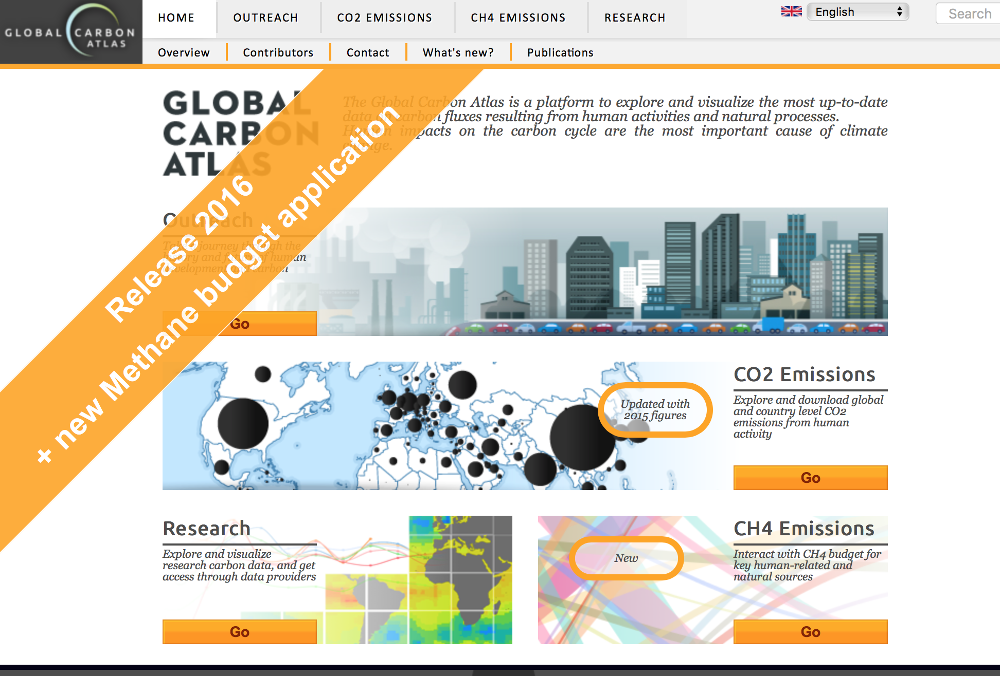 GLOBAL CARBON
ATLAS
HOME
OUTREACH
CO2 EMISSIONS
CH4 EMISSIONS
RESEARCH
English
Search
Overview
Contributors
Contact
What's new?
Publications
GLOBAL
CARBON
ATLAS
The Global Carbon Atlas is a platform to explore and visualize the most up-to-date
data on carbon fluxes resulting from human activities and natural processes.
Human impacts on the carbon cycle are the most important cause of climate
change.
Release 2016
+ new Methane budget application
Outreach
Take a journey through the
history and future of human
development and carbon
Go
Updated with
2015 figures
CO2 Emissions
Explore and download global
and country level CO2
emissions from human
activity
Go
Research
Explore and visualize
research carbon data, and get
access through data providers
Go
New
CH4 Emissions
Interact with CH4 budget for
key human-related and
natural sources
Go